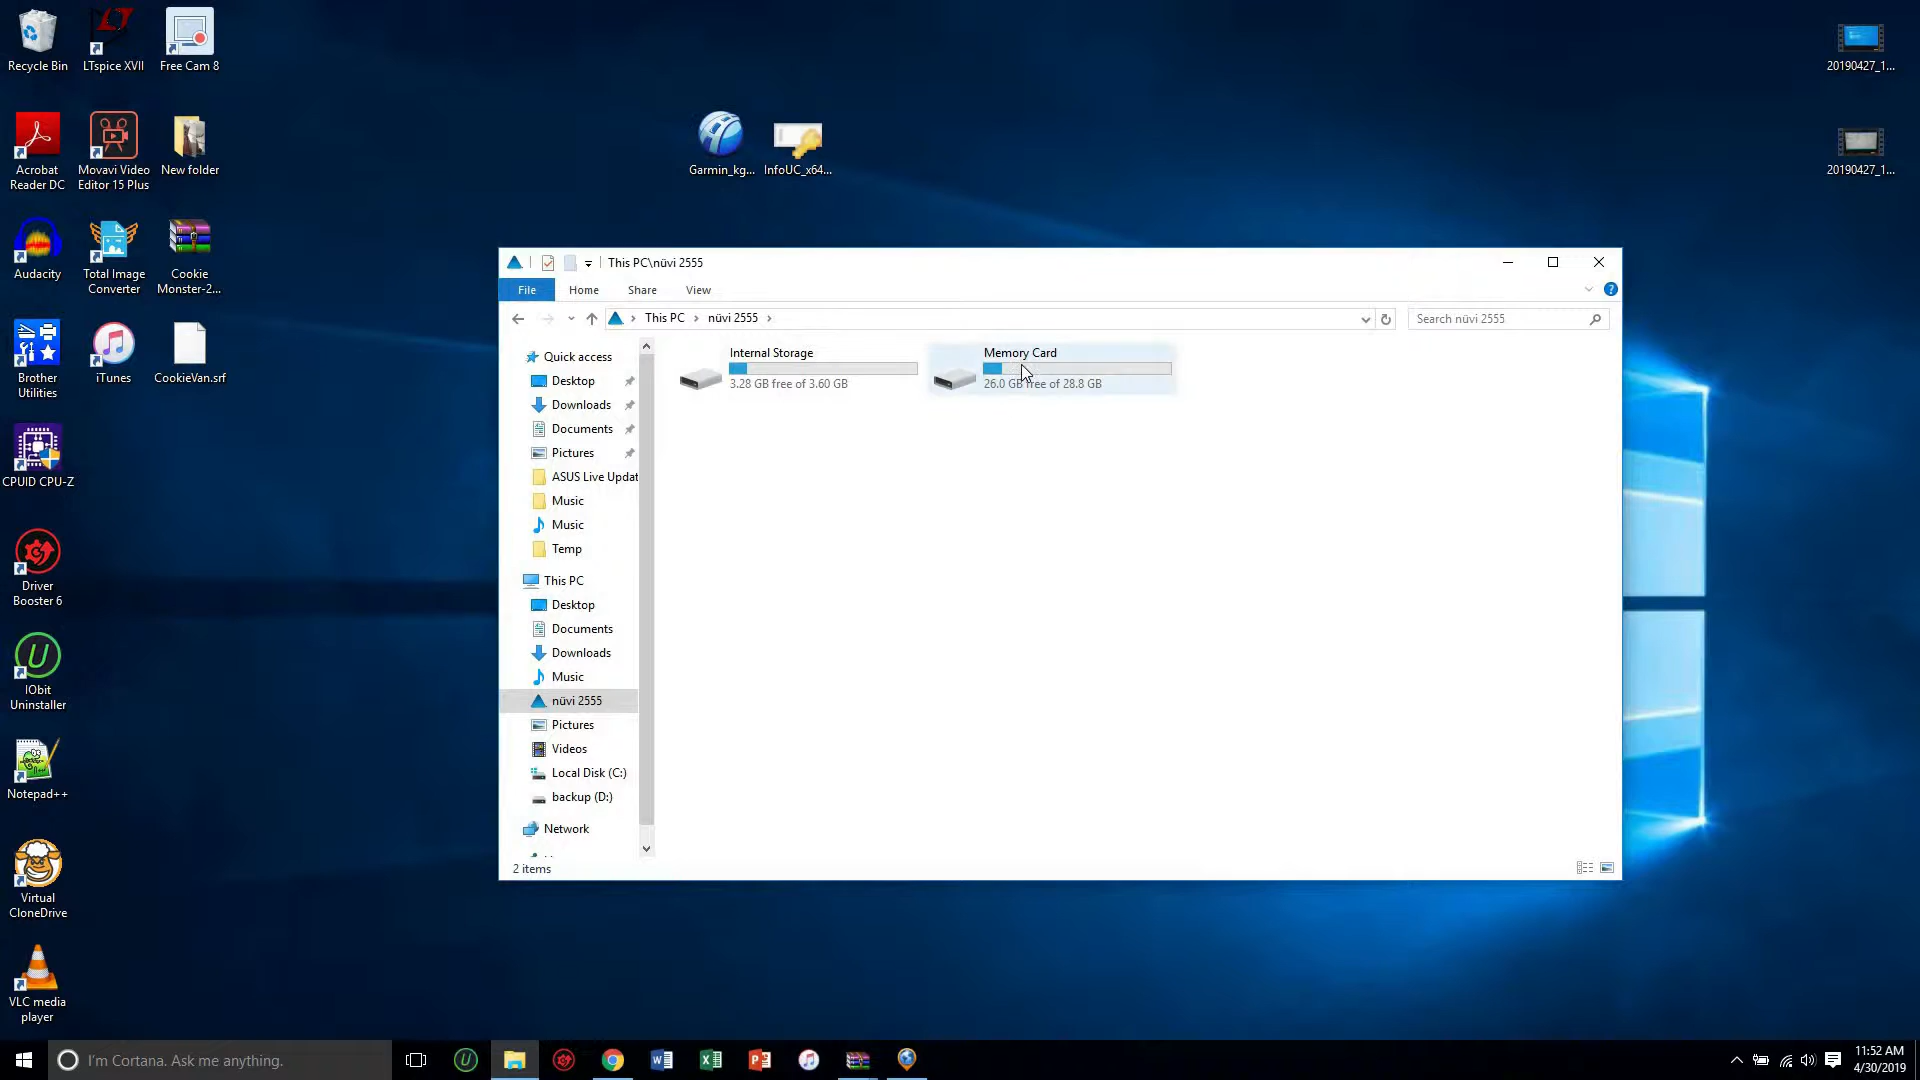 Recycle Bin
LTspice XVII
Free Cam 8
Acrobat
Reader DC
Movavi Video
Editor 15 Plus
New folder
Audacity
Total Image
Converter
Cookie
Monster-2...
Brother
Utilities
iTunes
CookieVan.srf
CPUID CPU-Z
Driver
Booster 6
IObit
Uninstaller
Notepad++
Virtual
CloneDrive
VLC media
player
Garmin_kg...
InfoUC_x64...
20190427_1...
20190427_1...
This PC\nüvi 2555
File
Home
Share
View
This PC
nüvi 2555
Search nüvi 2555
Quick access
Desktop
Downloads
Documents
Pictures
ASUS Live Updat
Music
Music
Temp
This PC
Desktop
Documents
Downloads
Music
nüvi 2555
Pictures
Videos
Local Disk (C:)
backup (D:)
Network
Internal Storage
3.28 GB free of 3.60 GB
Memory Card
26.0 GB free of 28.8 GB
2 items
I'm Cortana. Ask me anything.
11:52 AM
4/30/2019